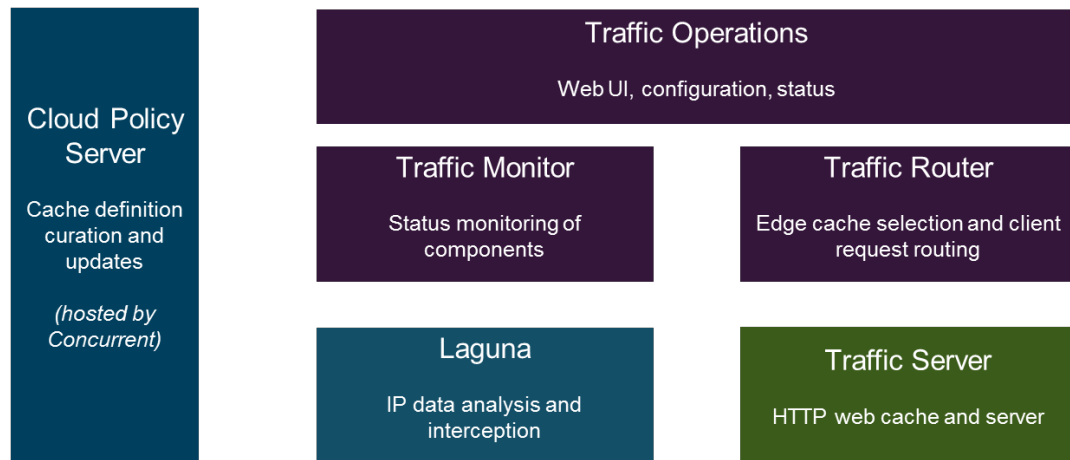 Cloud Policy
Server
Cache definition
curation and
updates
(hosted by
Concurrent)
Traffic Operations
Web UI, configuration, status
Traffic Monitor
Status monitoring of
components
Traffic Router
Edge cache selection and client
request routing
Laguna
IP data analysis and
interception
Traffic Server
HTTP web cache and server